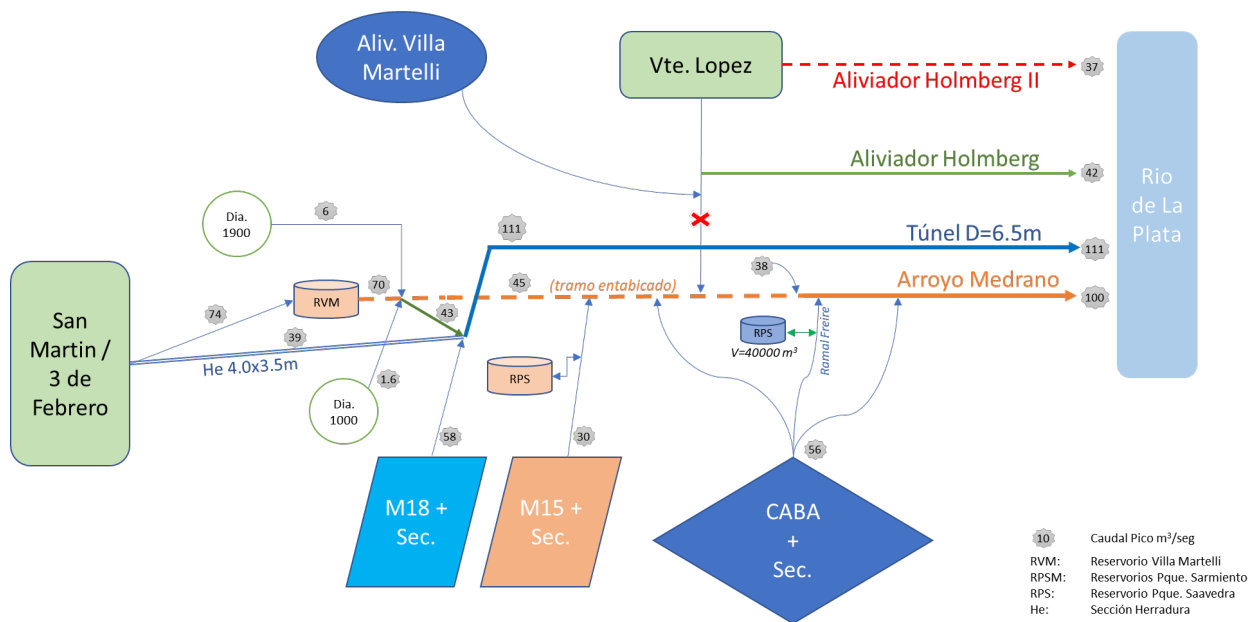 Aliv. Villa
Martelli
Vte. Lopez
37
Aliviador Holmberg II
Aliviador Holmberg
42
Rio
de La
Plata
Dia.
1900
6
111
Túnel D=6.5m
111
San
Martin /
3 de
Febrero
74
RVM
70
45
(tramo entabicado)
38
Arroyo Medrano
100
43
39
He 4.0x3.5m
RPS
V=40000 m³
Ramal Freire
RPS
1.6
Dia.
1000
58
30
56
M18 +
Sec.
M15 +
Sec.
CABA
+
Sec.
10 Caudal Pico m³/seg
RVM: Reservorio Villa Martelli
RPSM: Reservorios Pque. Sarmiento
RPS: Reservorio Pque. Saavedra
He: Sección Herradura